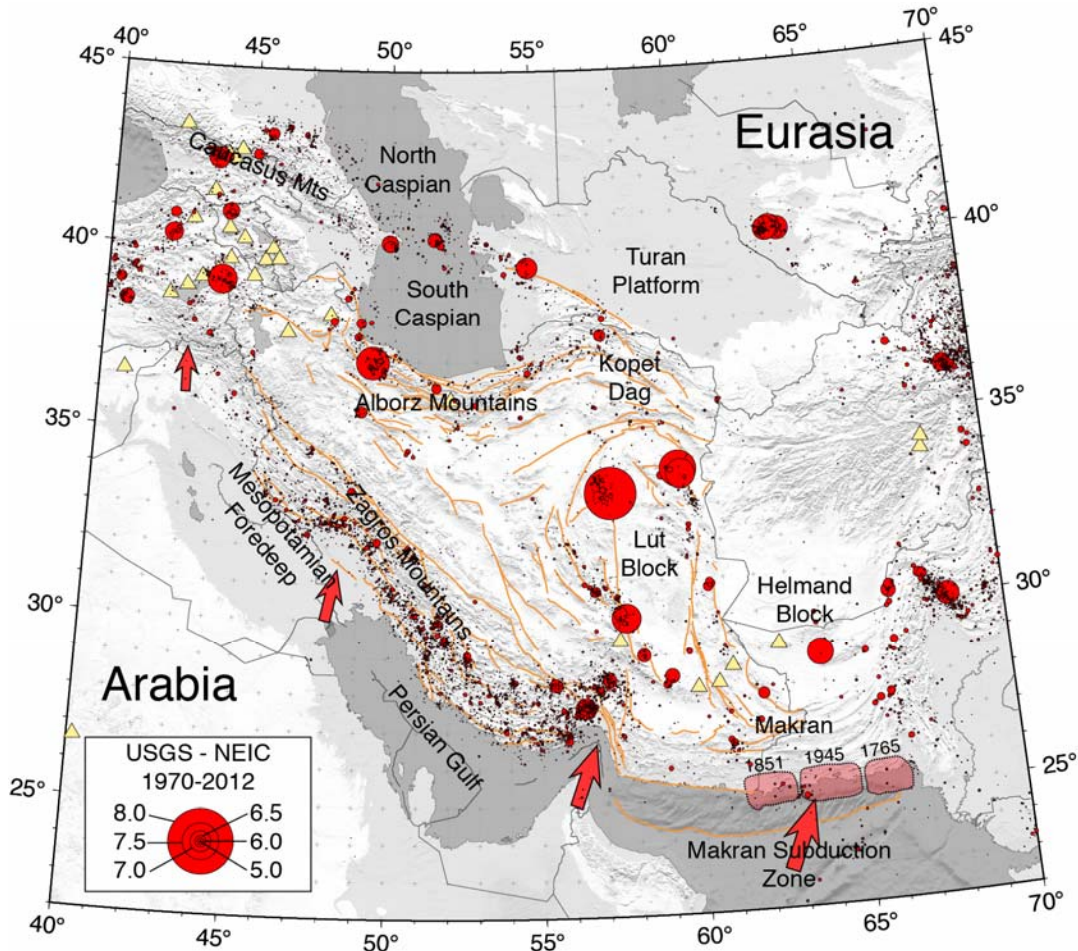 40° 45° 50° 55° 60° 65° 70°
45° 45°
Eurasia
Caucasus Mts
North
Caspian
40° 40°
Turan
Platform
South
Caspian
Kopet
Dag
Alborz Mountains
35° 35°
Mesopotamian
Foredeep
Zagros Mountains
Lut
Block
Helmand
Block
30° 30°
Arabia
Persian Gulf
Makran
1851 1945 1765
25° 25°
Makran Subduction
Zone
USGS - NEIC
1970-2012
8.0 6.5
7.5 6.0
7.0 5.0
40° 45° 50° 55° 60° 65° 70°